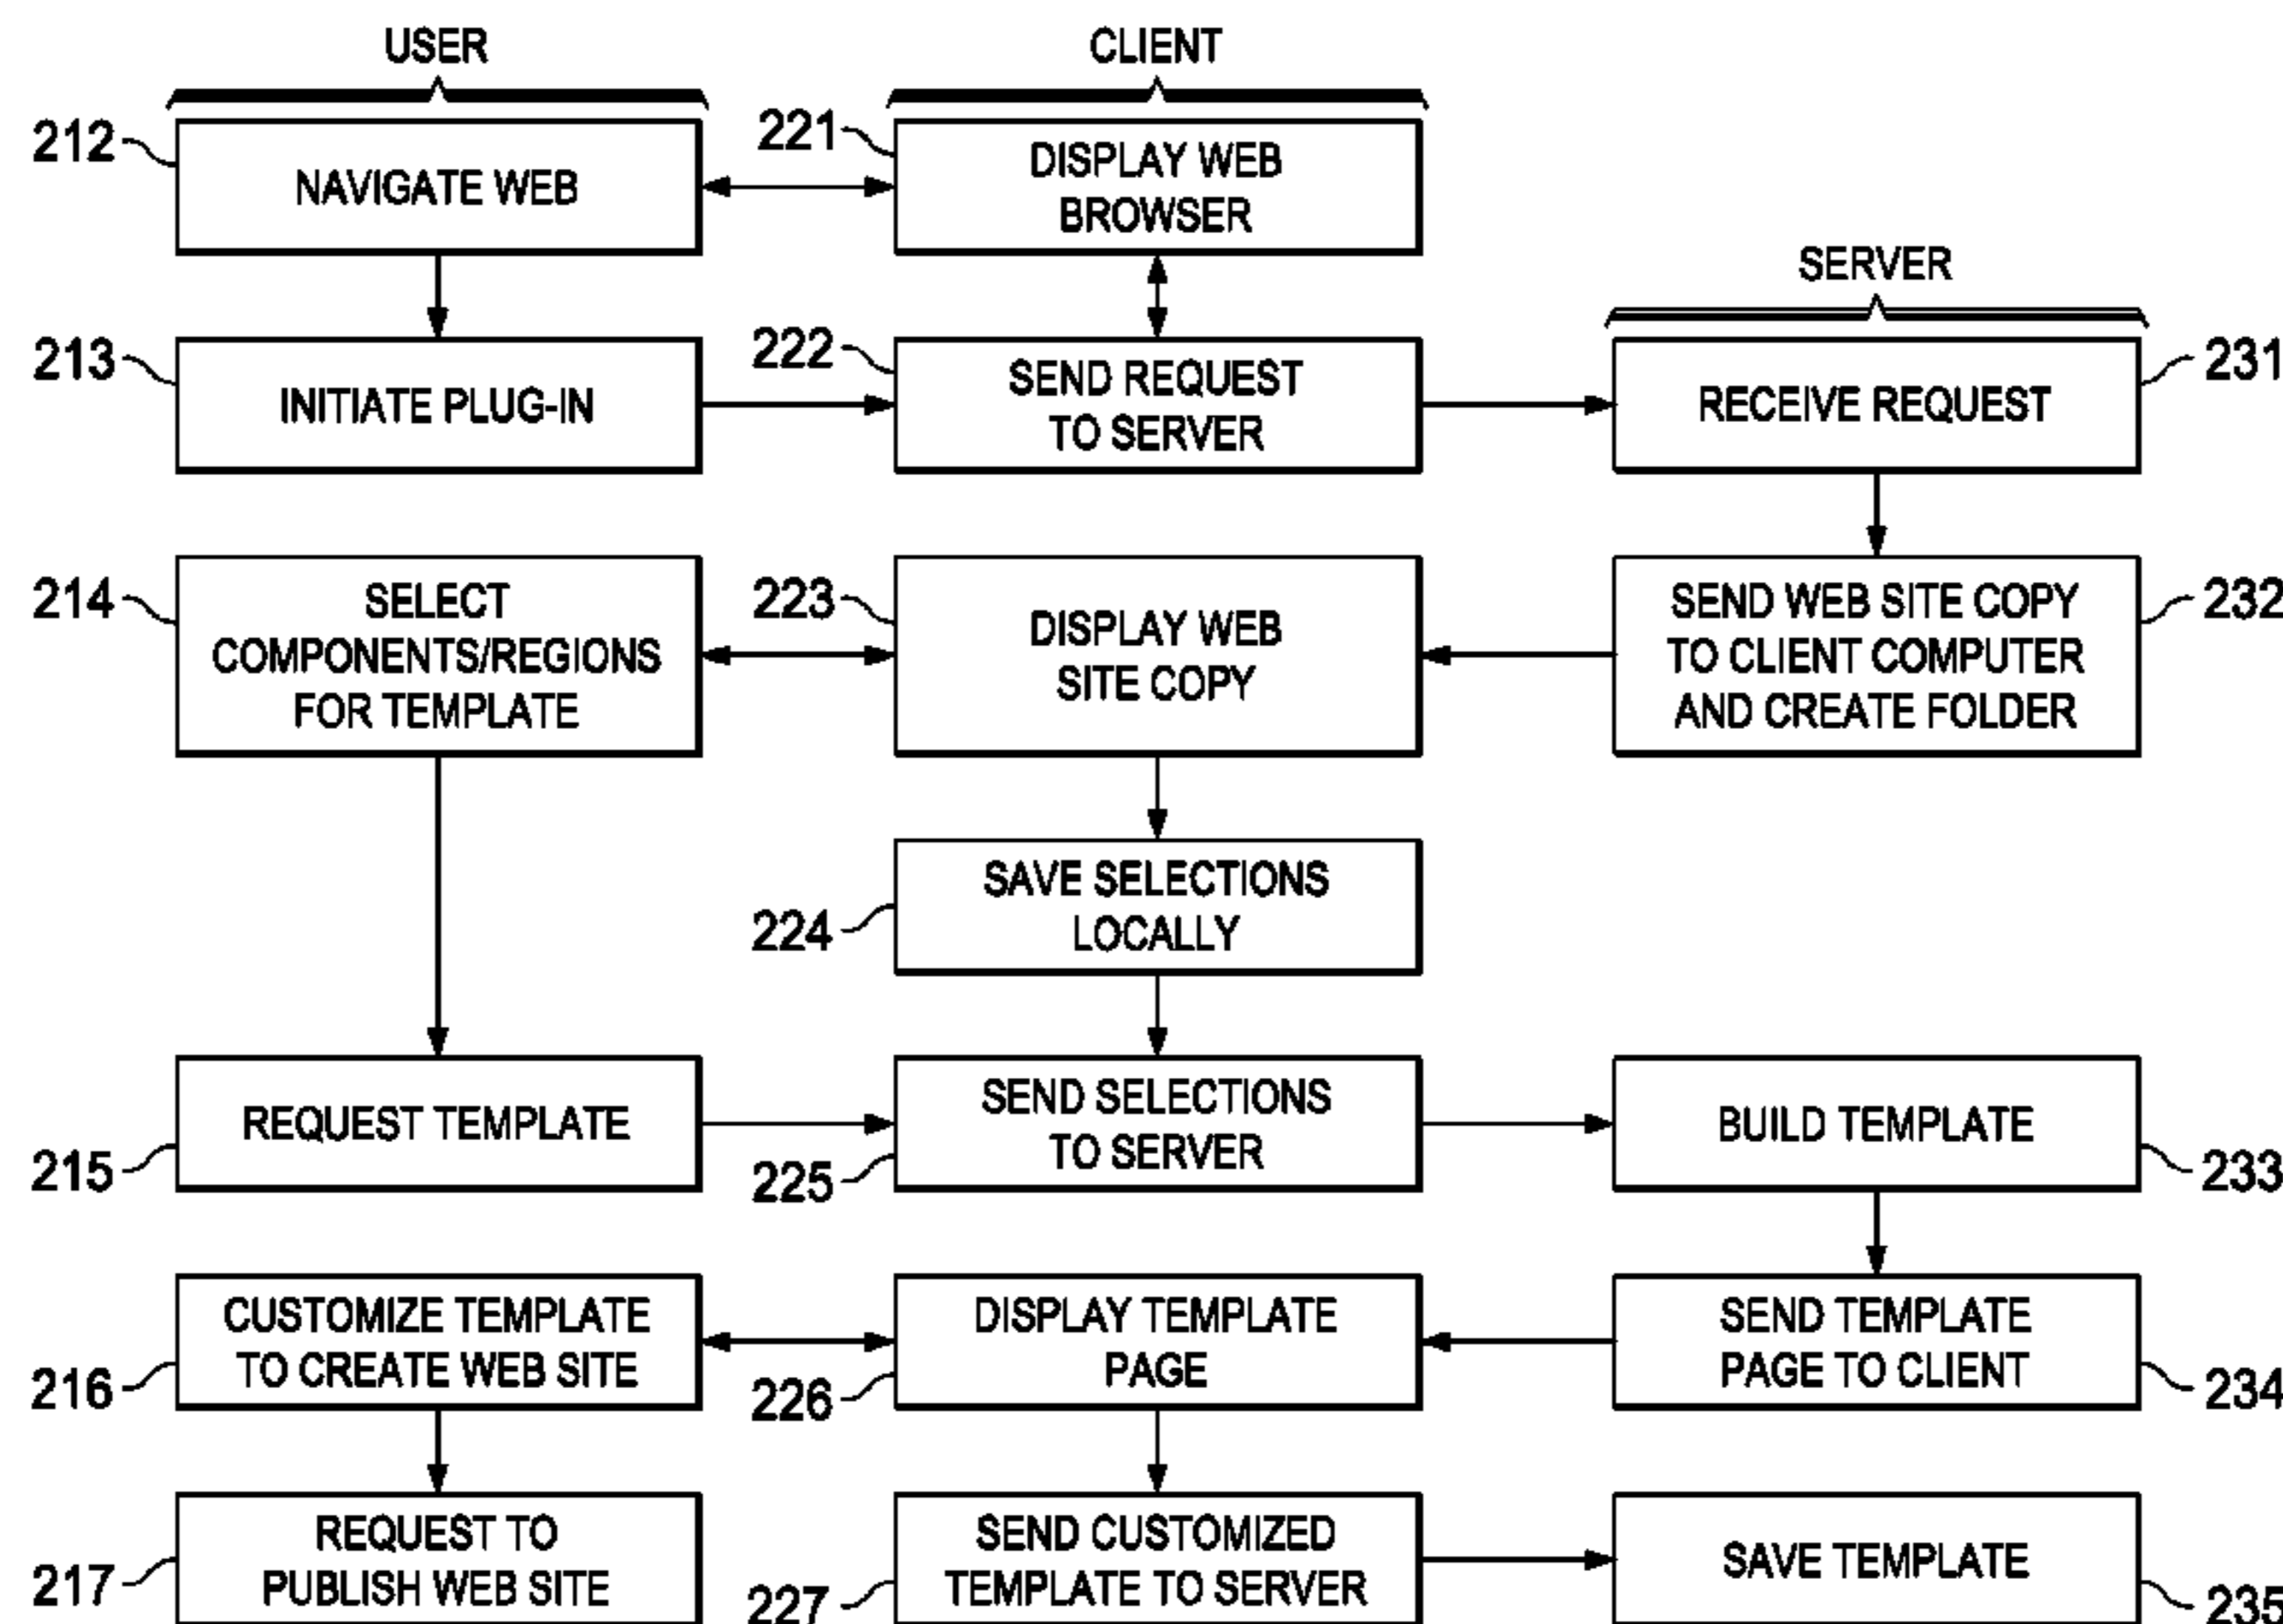 USER
CLIENT
212
NAVIGATE WEB
221
DISPLAY WEB
BROWSER
SERVER
213
INITIATE PLUG-IN
222
SEND REQUEST
TO SERVER
RECEIVE REQUEST
231
214
SELECT
COMPONENTS/REGIONS
FOR TEMPLATE
223
DISPLAY WEB
SITE COPY
SEND WEB SITE COPY
TO CLIENT COMPUTER
AND CREATE FOLDER
232
224
SAVE SELECTIONS
LOCALLY
215
REQUEST TEMPLATE
225
SEND SELECTIONS
TO SERVER
BUILD TEMPLATE
233
216
CUSTOMIZE TEMPLATE
TO CREATE WEB SITE
226
DISPLAY TEMPLATE
PAGE
SEND TEMPLATE
PAGE TO CLIENT
234
217
REQUEST TO
PUBLISH WEB SITE
227
SEND CUSTOMIZED
TEMPLATE TO SERVER
SAVE TEMPLATE
235